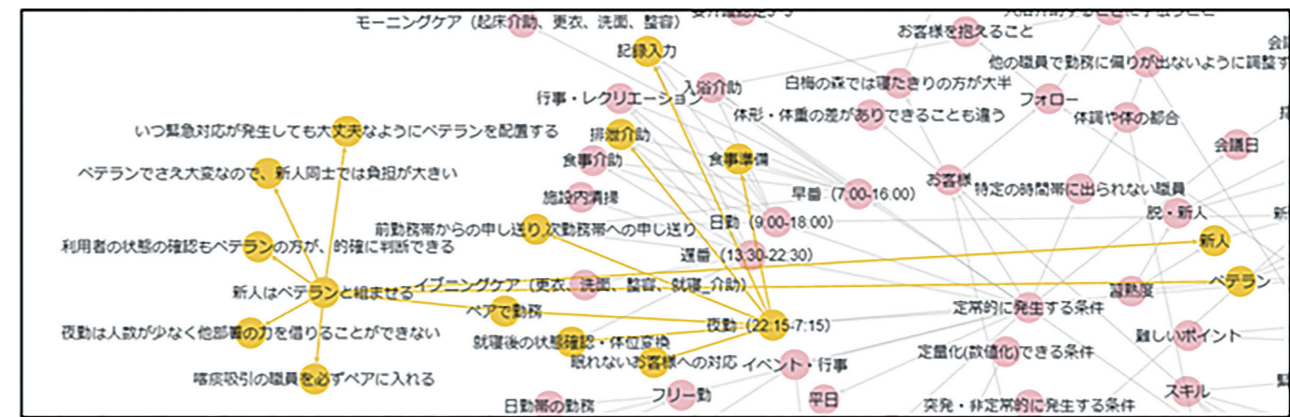 モーニングケア（起床介助、更衣、洗面、整容）
お客様を抱えること
記録入力
他の職員で勤務に偏りが出ないように調整す
入浴介助
白梅の森では寝たきりの方が大半
行事・レクリエーション
フォロー
体形・体重の差がありできることも違う
体調や体の都合
いつ緊急対応が発生しても大丈夫なようにベテランを配置する
排泄介助
会議日
食事介助
食事準備
ベテランでさえ大変なので、新人同士では負担が大きい
お客様
特定の時間帯に出られない職員
早番（7:00-16:00）
施設内清掃
脱・新人
日勤（9:00-18:00）
前勤務帯からの申し送り,次勤務帯への申し送り
新人
利用者の状態の確認もベテランの方が、的確に判断できる
遅番（13:30-22:30）
ベテラン
イブニングケア（更衣、洗面、整容、就寝_介助）
新人はベテランと組ませる
習熟度
定常的に発生する条件
ペアで勤務
夜勤（22:15-7:15）
夜勤は人数が少なく他部署の力を借りることができない
難しいポイント
就寝後の状態確認・体位変換
定量化(数値化)できる条件
眠れないお客様への対応
イベント・行事
喀痰吸引の職員を必ずペアに入れる
スキル
フリー勤
平日
日勤帯の勤務
突発・非定常的に発生する条件